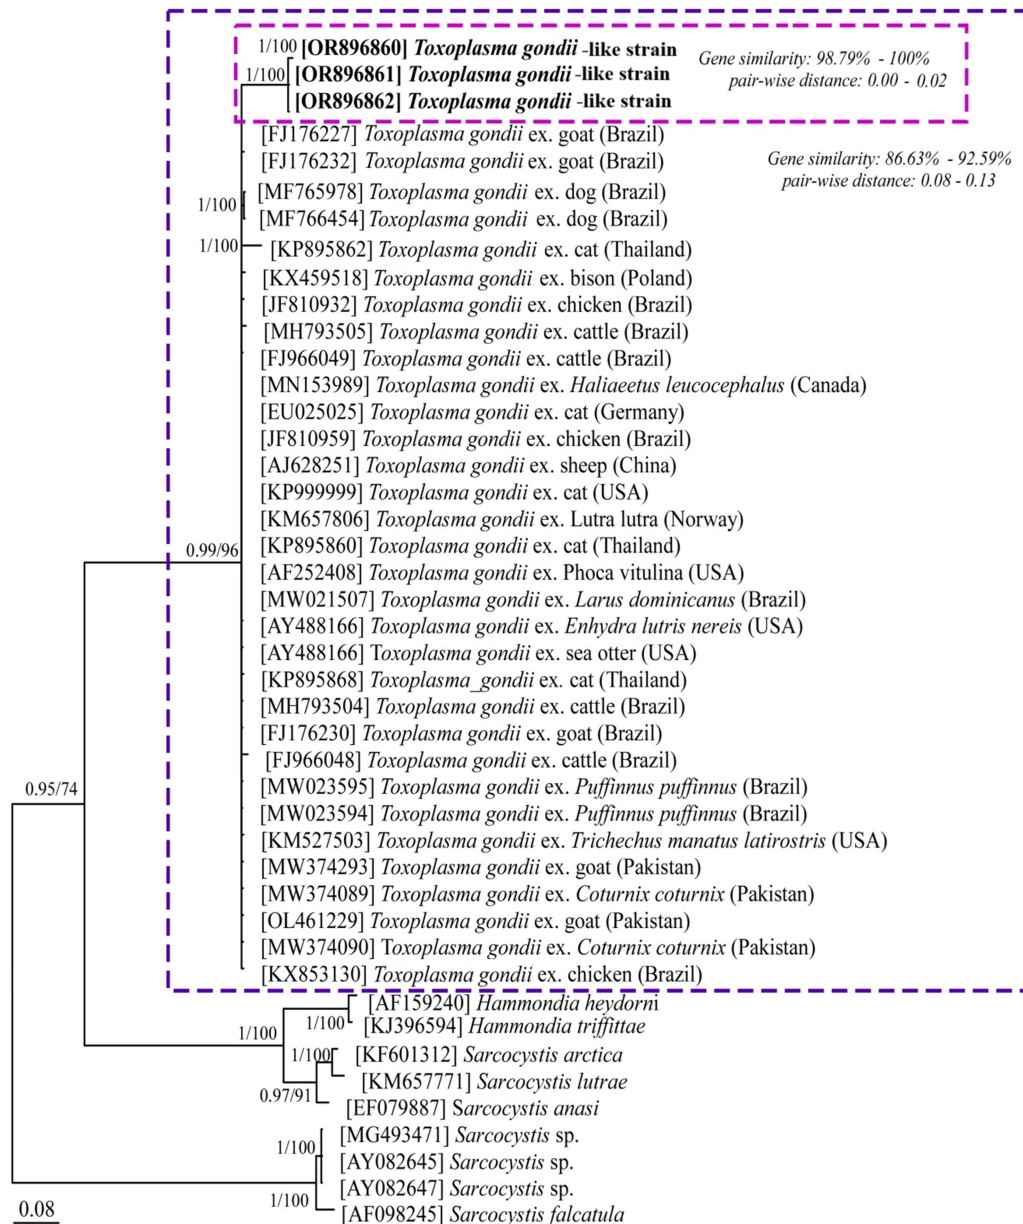 1/100 [OR896860] Toxoplasma gondii -like strain
1/100 [OR896861] Toxoplasma gondii -like strain
[OR896862] Toxoplasma gondii -like strain
Gene similarity: 98.79% - 100%
pair-wise distance: 0.00 - 0.02
[FJ176227] Toxoplasma gondii ex. goat (Brazil)
[FJ176232] Toxoplasma gondii ex. goat (Brazil)
Gene similarity: 86.63% - 92.59%
pair-wise distance: 0.08 - 0.13
[MF765978] Toxoplasma gondii ex. dog (Brazil)
1/100
[MF766454] Toxoplasma gondii ex. dog (Brazil)
1/100 [KP895862] Toxoplasma gondii ex. cat (Thailand)
[KX459518] Toxoplasma gondii ex. bison (Poland)
[JF810932] Toxoplasma gondii ex. chicken (Brazil)
[MH793505] Toxoplasma gondii ex. cattle (Brazil)
[FJ966049] Toxoplasma gondii ex. cattle (Brazil)
[MN153989] Toxoplasma gondii ex. Haliaeetus leucocephalus (Canada)
[EU025025] Toxoplasma gondii ex. cat (Germany)
[JF810959] Toxoplasma gondii ex. chicken (Brazil)
[AJ628251] Toxoplasma gondii ex. sheep (China)
[KP999999] Toxoplasma gondii ex. cat (USA)
[KM657806] Toxoplasma gondii ex. Lutra lutra (Norway)
0.99/96
[KP895860] Toxoplasma gondii ex. cat (Thailand)
[AF252408] Toxoplasma gondii ex. Phoca vitulina (USA)
[MW021507] Toxoplasma gondii ex. Larus dominicanus (Brazil)
[AY488166] Toxoplasma gondii ex. Enhydra lutris nereis (USA)
[AY488166] Toxoplasma gondii ex. sea otter (USA)
[KP895868] Toxoplasma_gondii ex. cat (Thailand)
[MH793504] Toxoplasma gondii ex. cattle (Brazil)
[FJ176230] Toxoplasma gondii ex. goat (Brazil)
[FJ966048] Toxoplasma gondii ex. cattle (Brazil)
0.95/74
[MW023595] Toxoplasma gondii ex. Puffinnus puffinnus (Brazil)
[MW023594] Toxoplasma gondii ex. Puffinnus puffinnus (Brazil)
[KM527503] Toxoplasma gondii ex. Trichechus manatus latirostris (USA)
[MW374293] Toxoplasma gondii ex. goat (Pakistan)
[MW374089] Toxoplasma gondii ex. Coturnix coturnix (Pakistan)
[OL461229] Toxoplasma gondii ex. goat (Pakistan)
[MW374090] Toxoplasma gondii ex. Coturnix coturnix (Pakistan)
[KX853130] Toxoplasma gondii ex. chicken (Brazil)
[AF159240] Hammondia heydorni
1/100
[KJ396594] Hammondia triffittae
1/100
1/100 [KF601312] Sarcocystis arctica
[KM657771] Sarcocystis lutrae
0.97/91
[EF079887] Sarcocystis anasi
[MG493471] Sarcocystis sp.
1/100
[AY082645] Sarcocystis sp.
[AY082647] Sarcocystis sp.
1/100
[AF098245] Sarcocystis falcatula
0.08